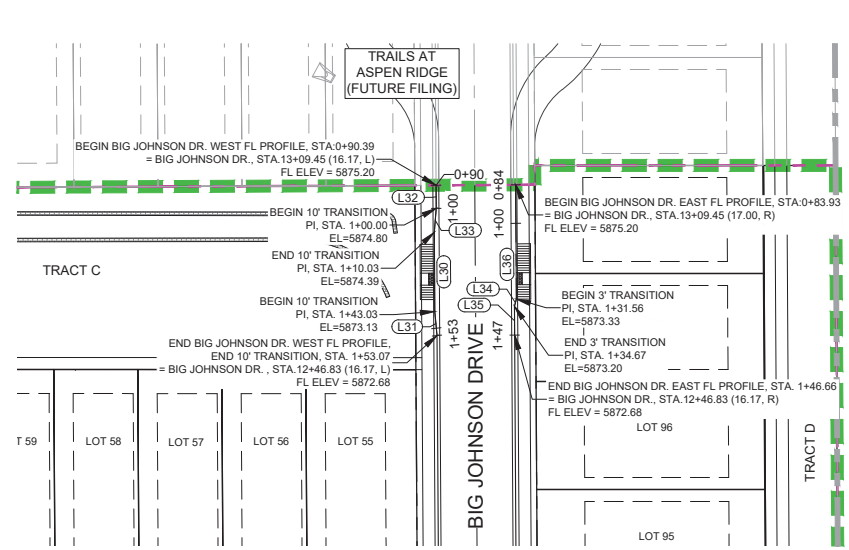 TRAILS AT
ASPEN RIDGE
(FUTURE FILING)
BEGIN BIG JOHNSON DR. WEST FL PROFILE, STA:0+90.39
= BIG JOHNSON DR., STA.13+09.45 (16.17, L)
FL ELEV = 5875.20
0+90
0+84
L32
1+00
1+00
BEGIN BIG JOHNSON DR. EAST FL PROFILE, STA:0+83.93
= BIG JOHNSON DR., STA.13+09.45 (17.00, R)
FL ELEV = 5875.20
BEGIN 10' TRANSITION
PI, STA. 1+00.00
EL=5874.80
L33
END 10' TRANSITION
PI, STA. 1+10.03
EL=5874.39
L30
L36
TRACT C
L34
L35
BEGIN 10' TRANSITION
PI, STA. 1+43.03
EL=5873.13
L31
BEGIN 3' TRANSITION
PI, STA. 1+31.56
EL=5873.33
1+53
1+47
END 3' TRANSITION
PI, STA. 1+34.67
EL=5873.20
END BIG JOHNSON DR. WEST FL PROFILE,
END 10' TRANSITION, STA. 1+53.07
= BIG JOHNSON DR. , STA.12+46.83 (16.17, L)
FL ELEV = 5872.68
END BIG JOHNSON DR. EAST FL PROFILE, STA. 1+46.66
= BIG JOHNSON DR., STA.12+46.83 (16.17, R)
FL ELEV = 5872.68
BIG JOHNSON DRIVE
T 59
LOT 58
LOT 57
LOT 56
LOT 55
LOT 96
TRACT D
LOT 95